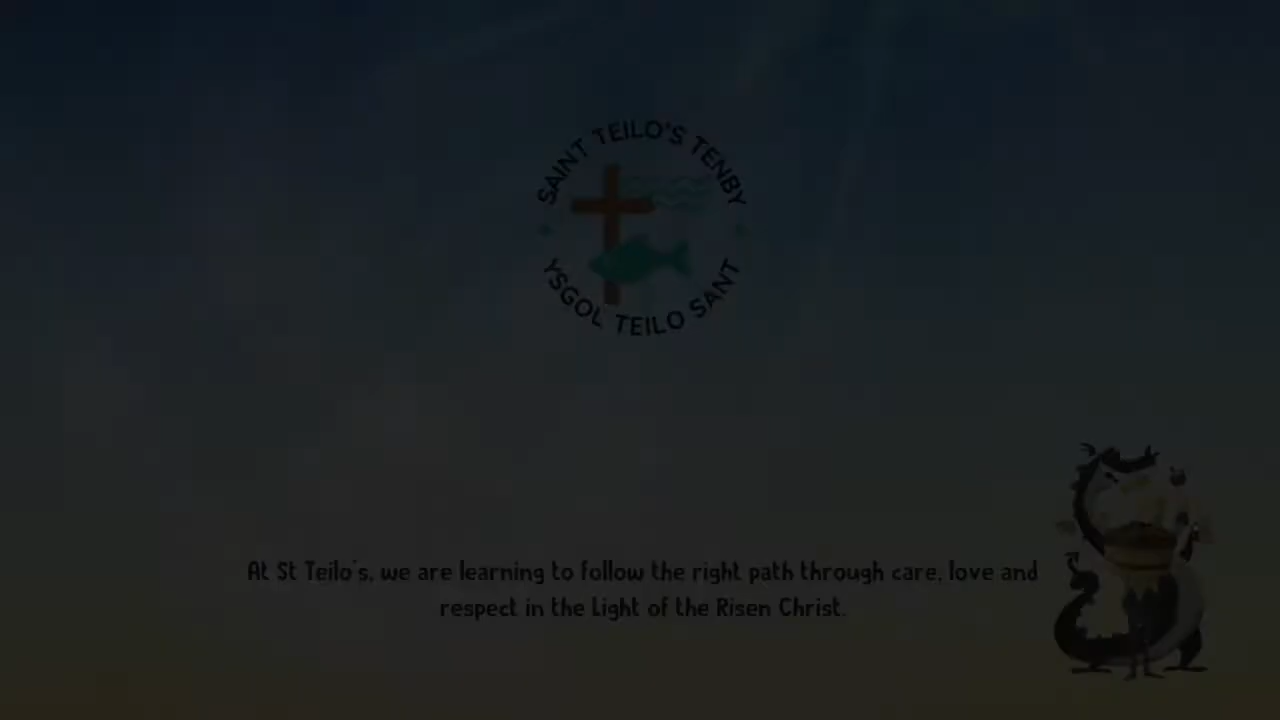 SAINT TEILO'S TENBY
YSGOL TEILO SANT
At St Teilo's, we are learning to follow the right path through care, love and
respect in the Light of the Risen Christ.